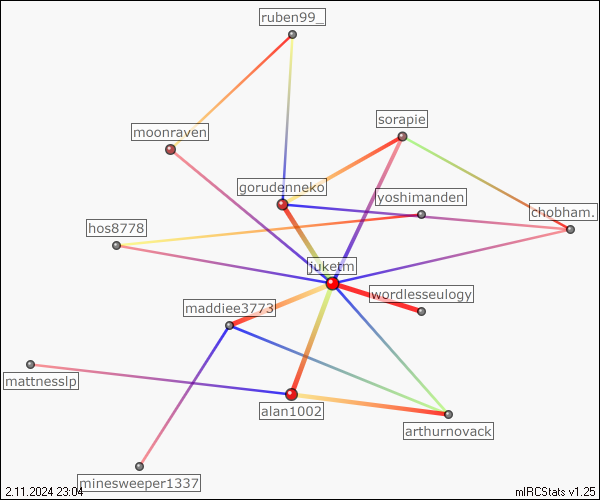 ruben99_
sorapie
moonraven
gorudenneko
yoshimanden
chobham.
hos8778
juketm
wordlesseulogy
maddiee3773
mattnesslp
alan1002
arthurnovack
minesweeper1337
2.11.2024 23:04
mIRCStats v1.25